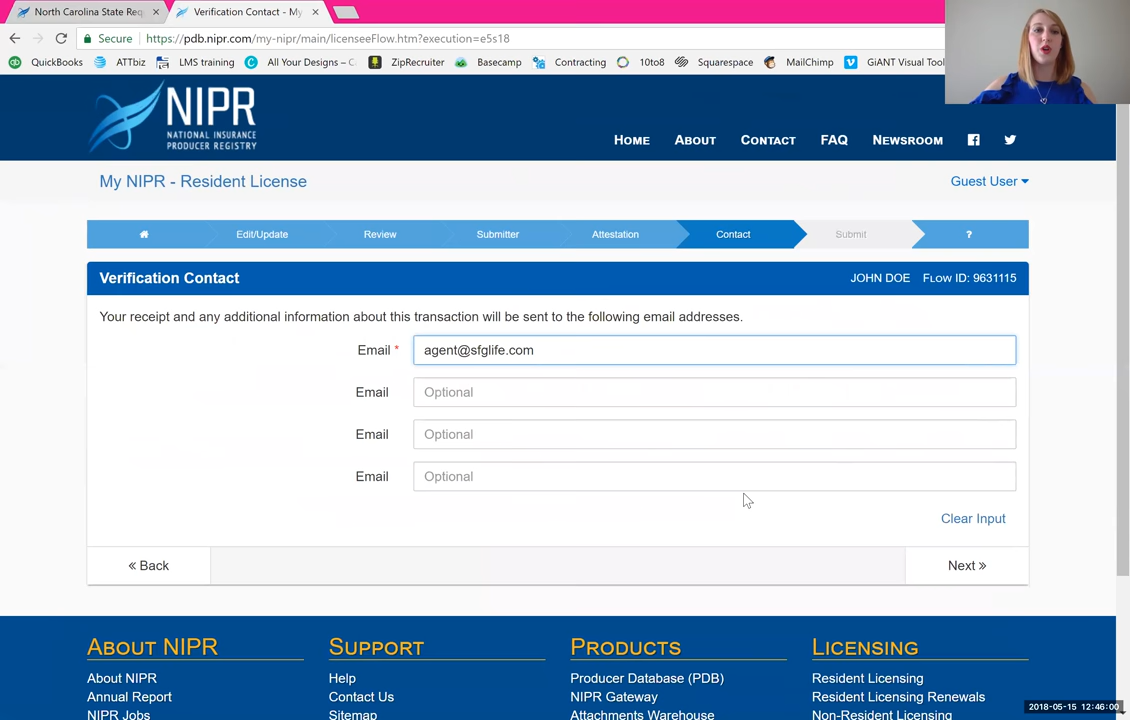 North Carolina State Req
Verification Contact - My
Secure
https://pdb.nipr.com/my-nipr/main/licenseeFlow.htm?execution=e5s18
QuickBooks
ATTbiz
LMS training
All Your Designs – C
ZipRecruiter
Basecamp
Contracting
10to8
Squarespace
MailChimp
GiANT Visual Tool
NIPR
NATIONAL INSURANCE
PRODUCER REGISTRY
HOME ABOUT CONTACT FAQ NEWSROOM
My NIPR - Resident License
Guest User
Edit/Update Review Submitter Attestation Contact Submit ?
Verification Contact
JOHN DOE FLOW ID: 9631115
Your receipt and any additional information about this transaction will be sent to the following email addresses.
Email * agent@sfglife.com
Email Optional
Email Optional
Email Optional
Clear Input
« Back
Next »
ABOUT NIPR SUPPORT PRODUCTS LICENSING
About NIPR Help Producer Database (PDB) Resident Licensing
Annual Report Contact Us NIPR Gateway Resident Licensing Renewals
NIPR Jobs Sitemap Attachments Warehouse Non-Resident Licensing
2018-05-15 12:46:00